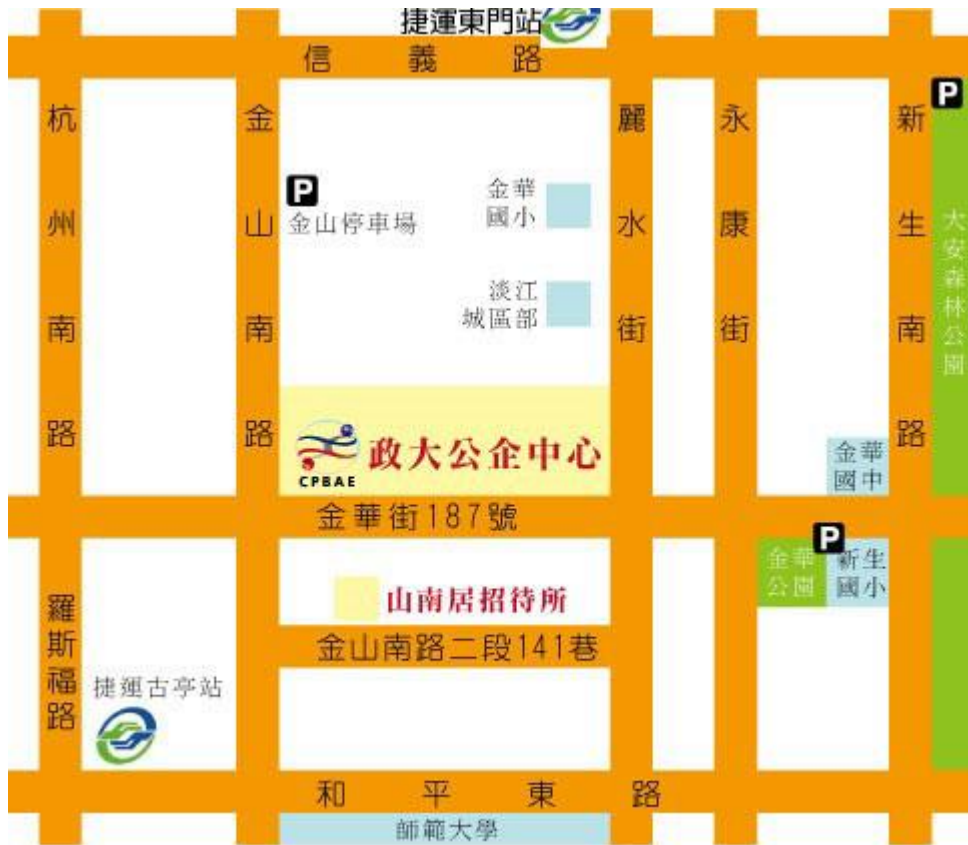 捷運東門站
信義路
杭州南路
金山南路
麗水街
永康街
新生南路
P
大安森林公園
P
金山停車場
金華
國小
淡江
城區部
CPBAE
政大公企中心
金華
國中
金華街187號
P
金華
公園
新生
國小
羅斯福路
山南居招待所
金山南路二段141巷
捷運古亭站
和平東路
師範大學